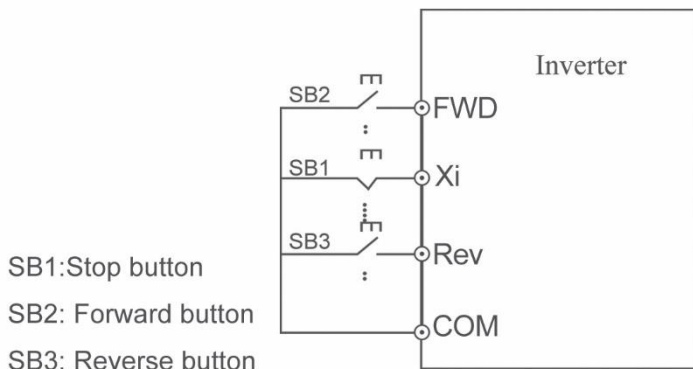 Inverter
SB2
FWD
SB1
Xi
SB3
Rev
SB1:Stop button
SB2: Forward button
COM
SB3: Reverse button